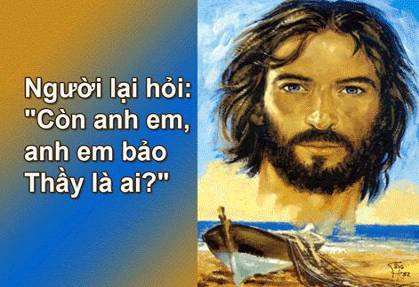 Người lại hỏi:
"Còn anh em,
anh em bảo
Thầy là ai?"